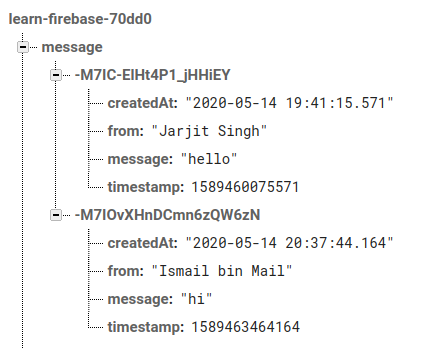 learn-firebase-70dd0
message
-M7IC-EIHt4P1_jHHiEY
createdAt: "2020-05-14 19:41:15.571"
from: "Jarjit Singh"
message: "hello"
timestamp: 1589460075571
-M7IOvXHnDCmn6zQW6zN
createdAt: "2020-05-14 20:37:44.164"
from: "Ismail bin Mail"
message: "hi"
timestamp: 1589463464164